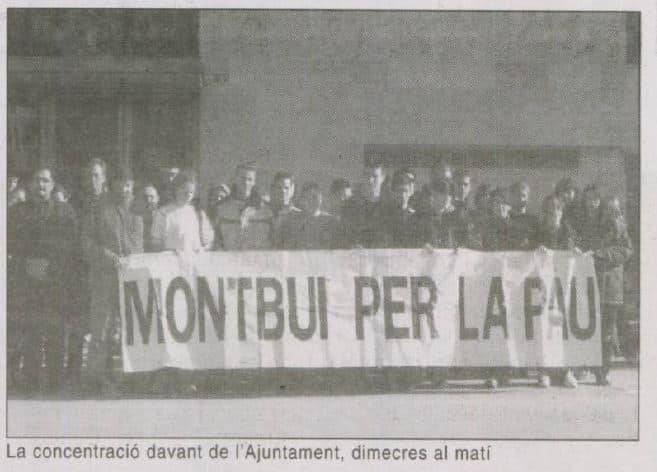 MONTBUI PER LA PAU
La concentració davant de l'Ajuntament, dimecres al matí